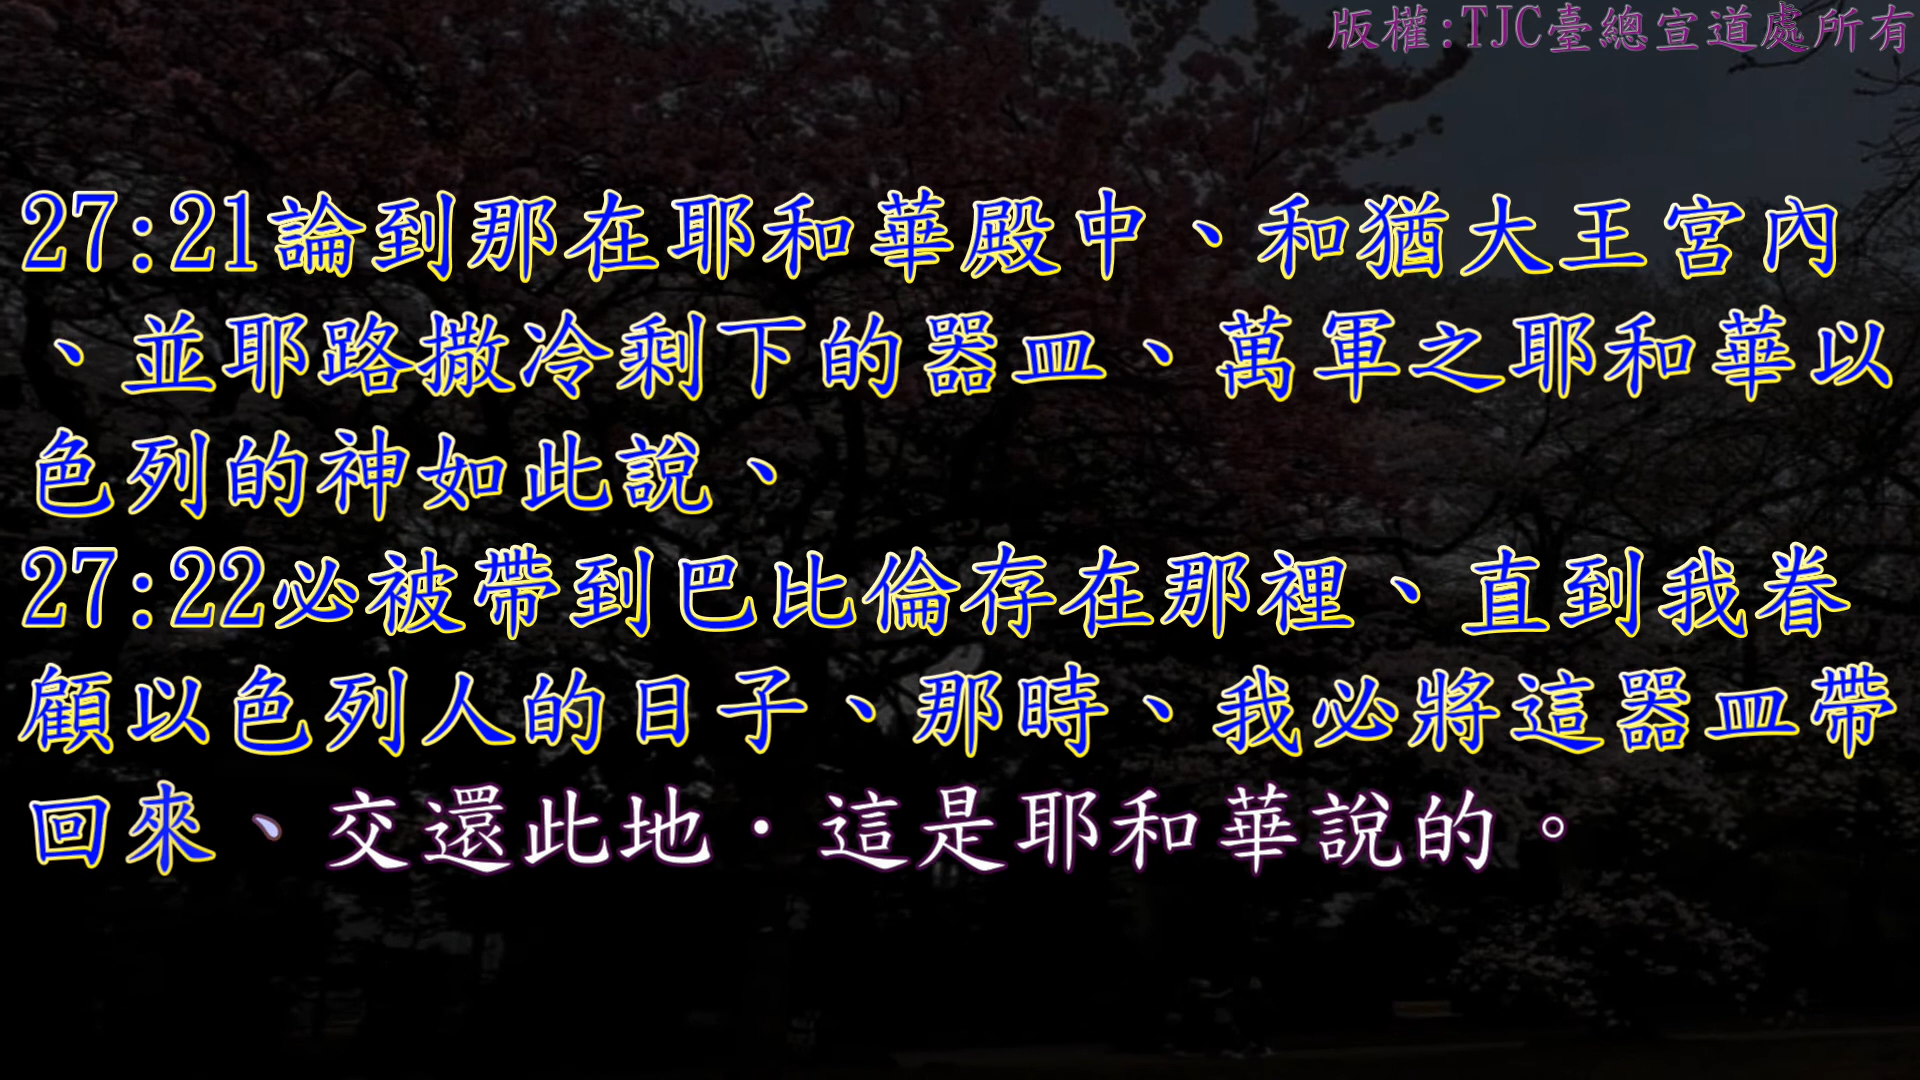 版權:TJC臺總宣道處所有
27:21論到那在耶和華殿中、和猶大王宮內
、並耶路撒冷剩下的器皿、萬軍之耶和華以
色列的神如此說、
27:22必被帶到巴比倫存在那裡、直到我眷
顧以色列人的日子、那時、我必將這器皿帶
回來、交還此地．這是耶和華說的。